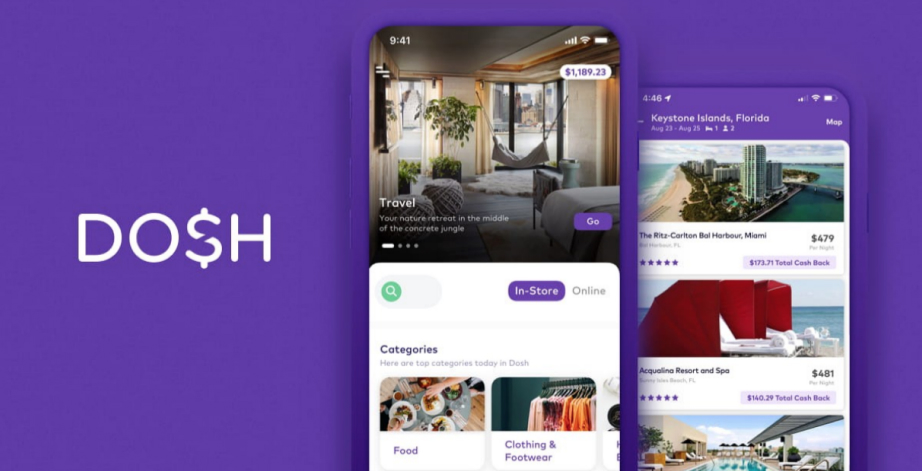 DO$H
9:41
$1,189.23
Travel
Your nature retreat in the middle
of the concrete jungle
Go
In-Store
Online
Categories
Here are top categories today in Dosh
Food
Clothing &
Footwear
4:46
Keystone Islands, Florida
Aug 23 - Aug 25 1 2
Map
The Ritz-Carlton Bal Harbour, Miami
$479
Bal Harbour, FL
Per Night
$173.71 Total Cash Back
Acqualina Resort and Spa
$481
Sunny Isles Beach, FL
Per Night
$140.29 Total Cash Back